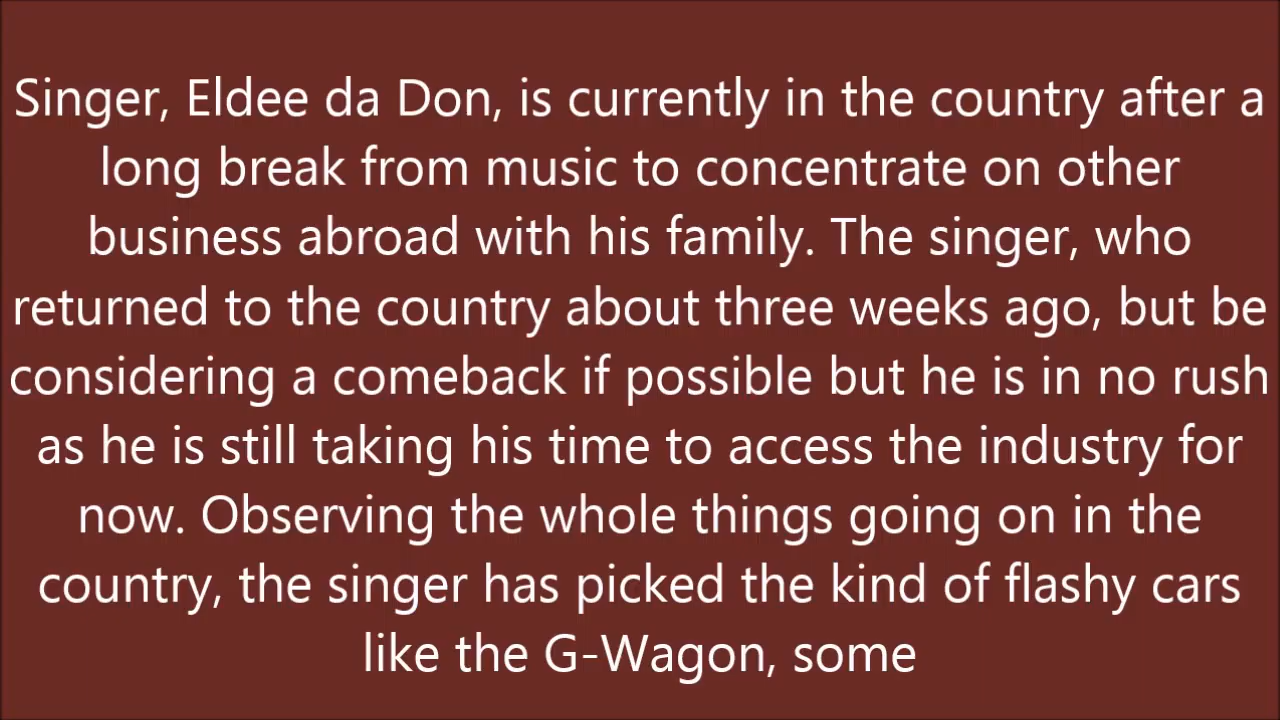 Singer, Eldee da Don, is currently in the country after a
long break from music to concentrate on other
business abroad with his family. The singer, who
returned to the country about three weeks ago, but be
considering a comeback if possible but he is in no rush
as he is still taking his time to access the industry for
now. Observing the whole things going on in the
country, the singer has picked the kind of flashy cars
like the G-Wagon, some